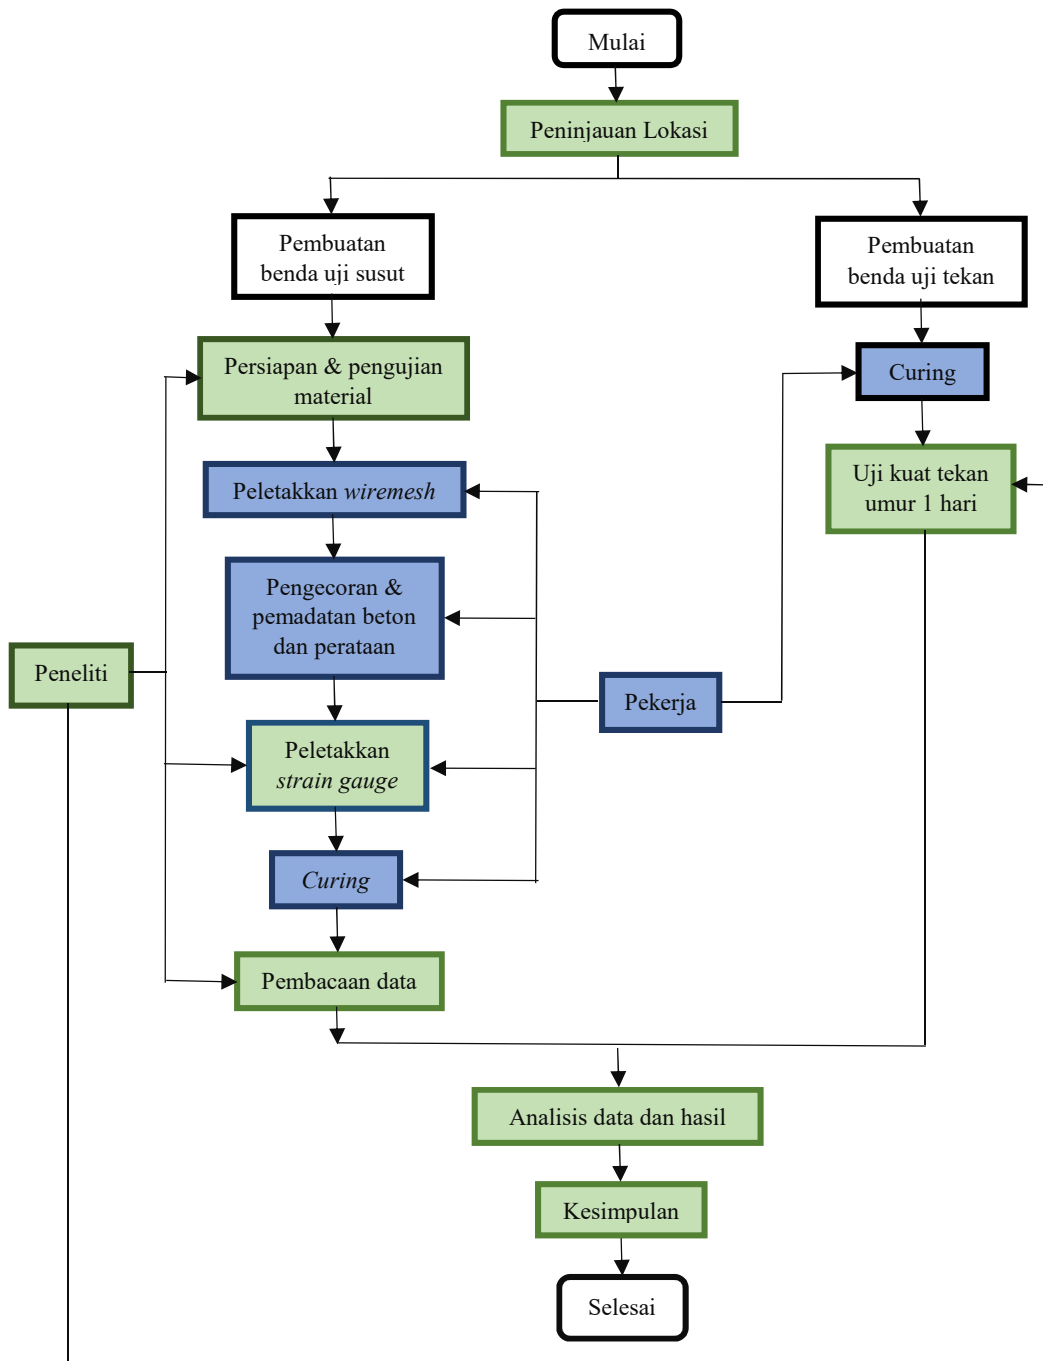 Mulai
Peninjauan Lokasi
Pembuatan
benda uji susut
Pembuatan
benda uji tekan
Persiapan & pengujian
material
Curing
Peletakkan wiremesh
Uji kuat tekan
umur 1 hari
Pengecoran &
pemadatan beton
dan perataan
Peneliti
Pekerja
Peletakkan
strain gauge
Curing
Pembacaan data
Analisis data dan hasil
Kesimpulan
Selesai